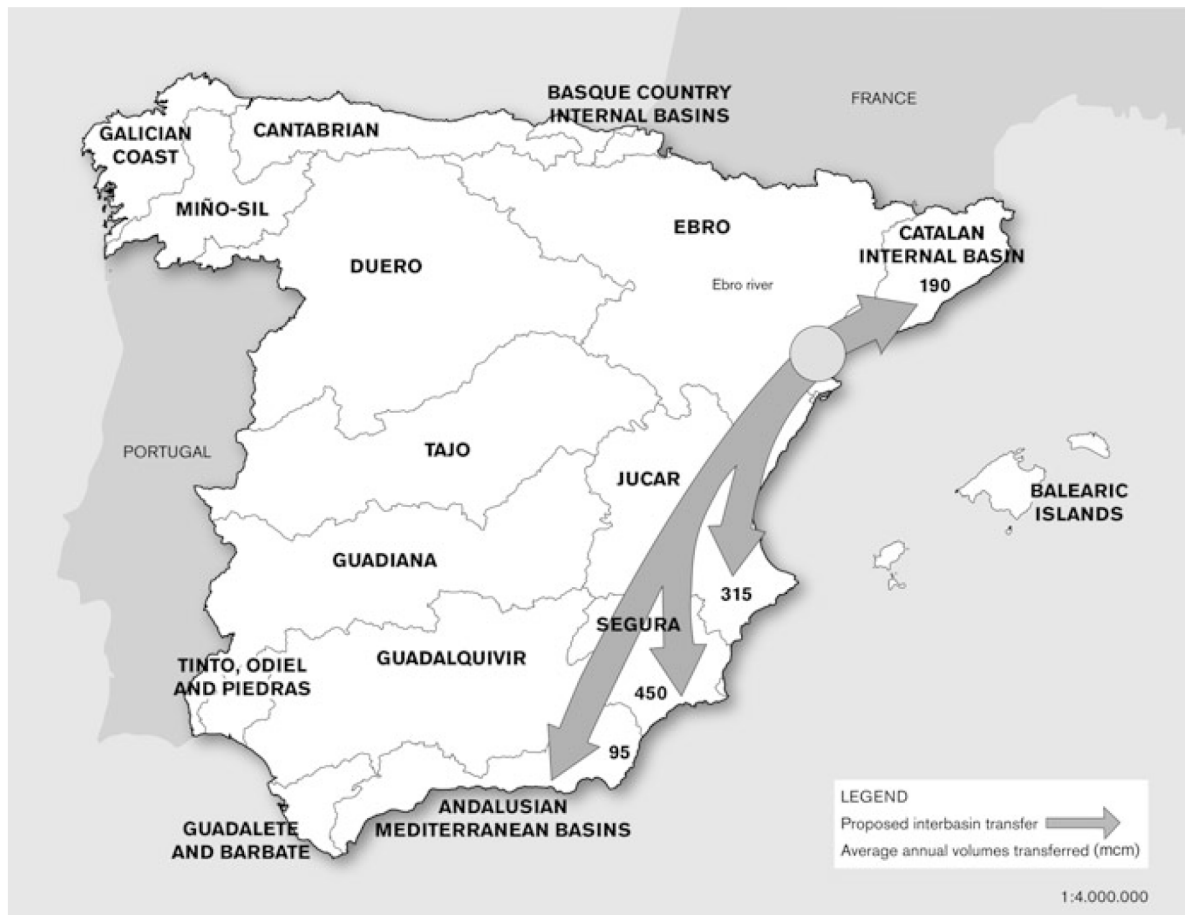 BASQUE COUNTRY
INTERNAL BASINS
FRANCE
GALICIAN
COAST
CANTABRIAN
MIÑO-SIL
EBRO
CATALAN
INTERNAL BASIN
190
DUERO
Ebro river
PORTUGAL
TAJO
JUCAR
BALEARIC
ISLANDS
GUADIANA
315
SEGURA
GUADALQUIVIR
TINTO, ODIEL
AND PIEDRAS
450
95
ANDALUSIAN
MEDITERRANEAN BASINS
GUADALETE
AND BARBATE
LEGEND
Proposed interbasin transfer
Average annual volumes transferred (mcm)
1:4.000.000